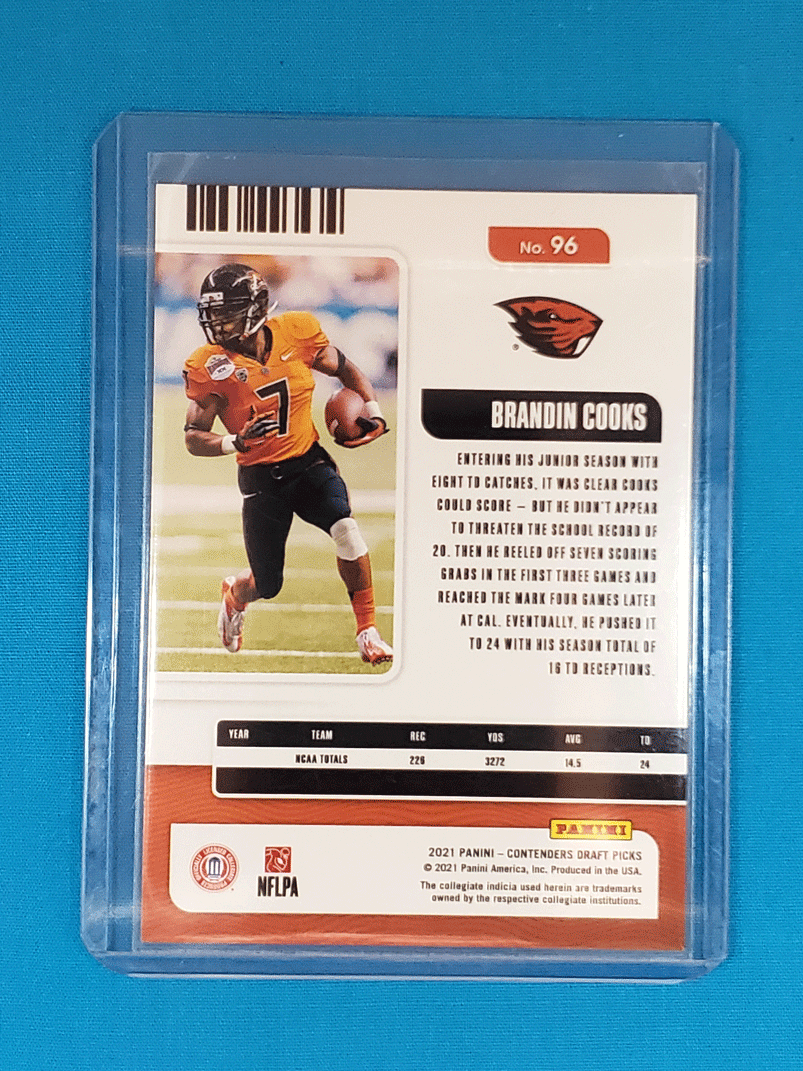 No. 96
7
BRANDIN COOKS
ENTERING HIS JUNIOR SEASON WITH
EIGHT TD CATCHES, IT WAS CLEAR COOKS
COULD SCORE – BUT HE DIDN'T APPEAR
TO THREATEN THE SCHOOL RECORD OF
20. THEN HE REELED OFF SEVEN SCORING
GRABS IN THE FIRST THREE GAMES AND
REACHED THE MARK FOUR GAMES LATER
AT CAL. EVENTUALLY, HE PUSHED IT
TO 24 WITH HIS SEASON TOTAL OF
16 TD RECEPTIONS.
YEAR TEAM REC YDS AVG TD
NCAA TOTALS 226 3272 14.5 24
PANINI
2021 PANINI – CONTENDERS DRAFT PICKS
© 2021 Panini America, Inc. Produced in the USA.
The collegiate indicia used herein are trademarks
owned by the respective collegiate institutions.
OFFICIALLY LICENSED COLLEGIATE PRODUCTS
NFLPA